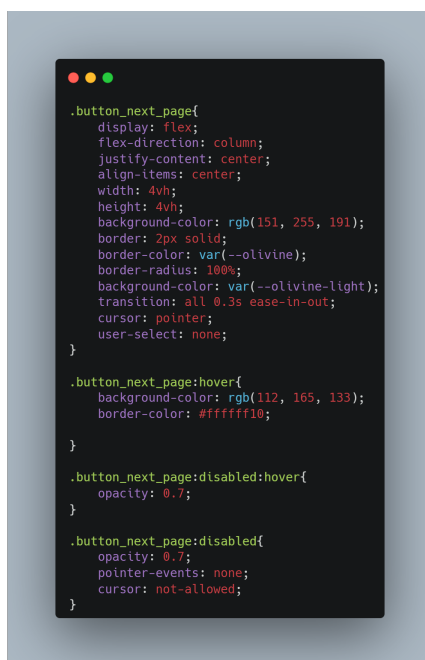 .button_next_page{
    display: flex;
    flex-direction: column;
    justify-content: center;
    align-items: center;
    width: 4vh;
    height: 4vh;
    background-color: rgb(151, 255, 191);
    border: 2px solid;
    border-color: var(--olivine);
    border-radius: 100%;
    background-color: var(--olivine-light);
    transition: all 0.3s ease-in-out;
    cursor: pointer;
    user-select: none;
}

.button_next_page:hover{
    background-color: rgb(112, 165, 133);
    border-color: #ffffff10;

}

.button_next_page:disabled:hover{
    opacity: 0.7;
}

.button_next_page:disabled{
    opacity: 0.7;
    pointer-events: none;
    cursor: not-allowed;
}